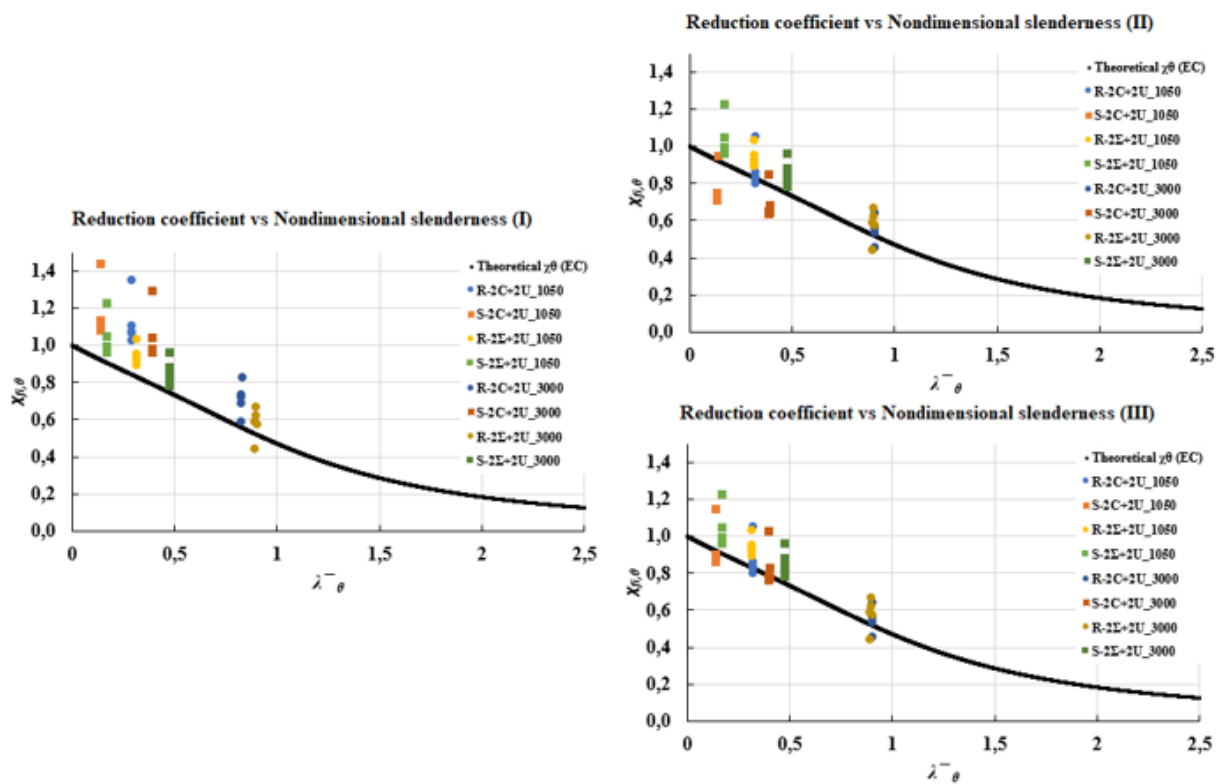 Reduction coefficient vs Nondimensional slenderness (I)
χfi,θ
1,4
1,2
1,0
0,8
0,6
0,4
0,2
0,0
0
0,5
1
1,5
2
2,5
λ¯θ
Theoretical χθ (EC)
R-2C+2U_1050
S-2C+2U_1050
R-2Σ+2U_1050
S-2Σ+2U_1050
R-2C+2U_3000
S-2C+2U_3000
R-2Σ+2U_3000
S-2Σ+2U_3000
Reduction coefficient vs Nondimensional slenderness (II)
χfi,θ
1,4
1,2
1,0
0,8
0,6
0,4
0,2
0,0
0
0,5
1
1,5
2
2,5
λ¯θ
Theoretical χθ (EC)
R-2C+2U_1050
S-2C+2U_1050
R-2Σ+2U_1050
S-2Σ+2U_1050
R-2C+2U_3000
S-2C+2U_3000
R-2Σ+2U_3000
S-2Σ+2U_3000
Reduction coefficient vs Nondimensional slenderness (III)
χfi,θ
1,4
1,2
1,0
0,8
0,6
0,4
0,2
0,0
0
0,5
1
1,5
2
2,5
λ¯θ
Theoretical χθ (EC)
R-2C+2U_1050
S-2C+2U_1050
R-2Σ+2U_1050
S-2Σ+2U_1050
R-2C+2U_3000
S-2C+2U_3000
R-2Σ+2U_3000
S-2Σ+2U_3000